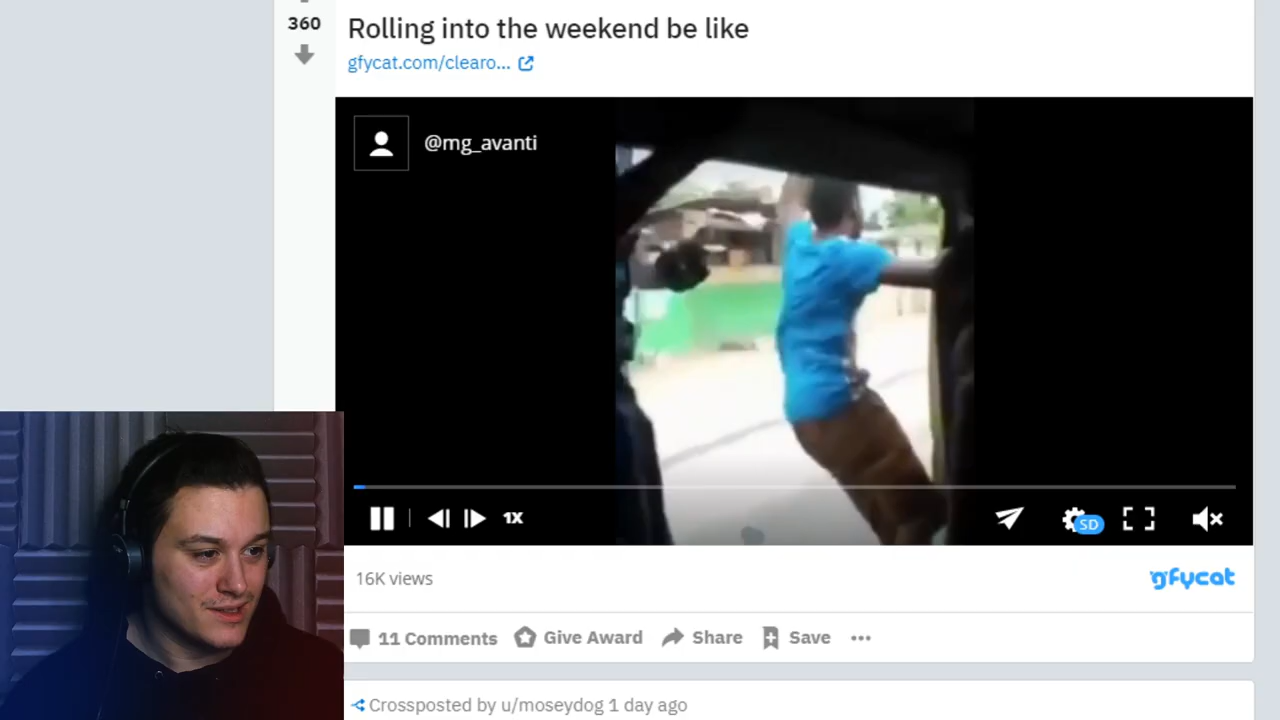 360
Rolling into the weekend be like
gfycat.com/clearo...
@mg_avanti
1X
SD
16K views
gfycat
11 Comments
Give Award
Share
Save
Crossposted by u/moseydog 1 day ago